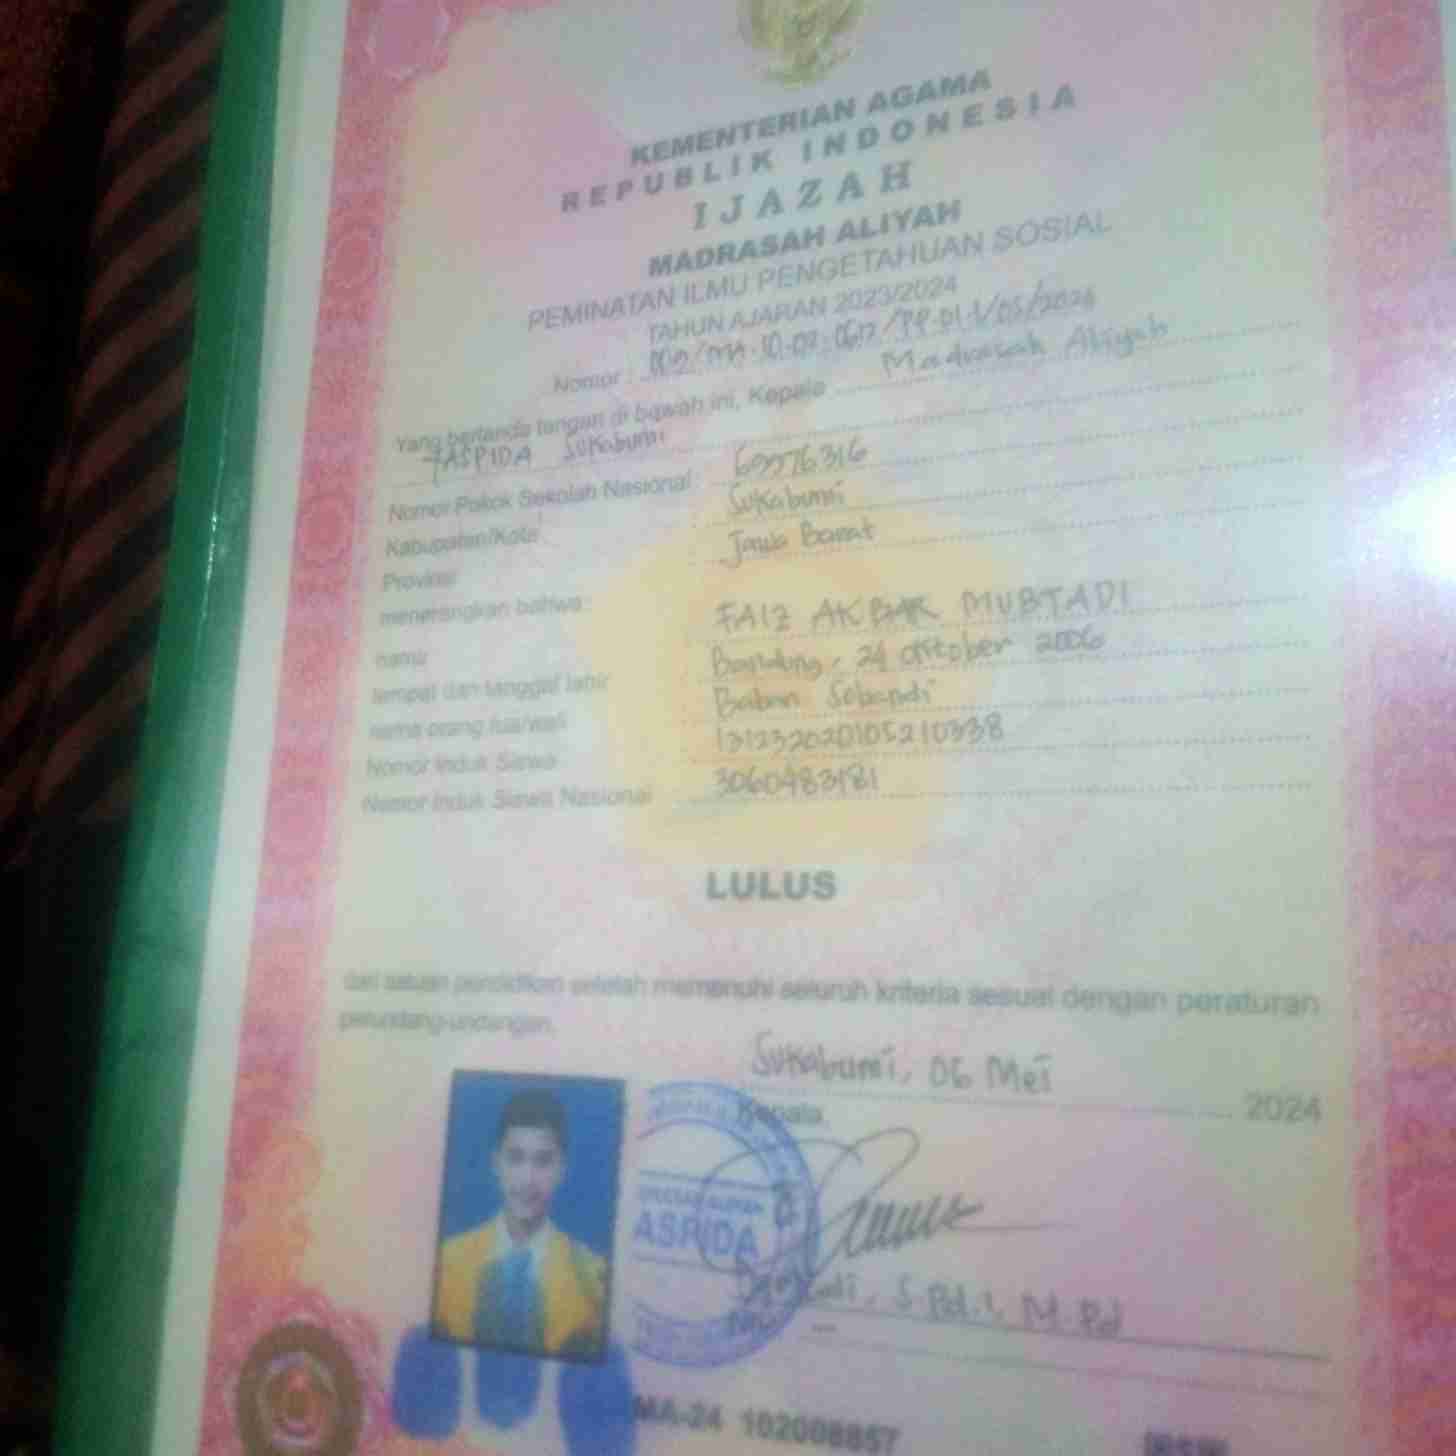 KEMENTERIAN AGAMA
REPUBLIK INDONESIA
IJAZAH
MADRASAH ALIYAH
PEMINATAN ILMU PENGETAHUAN SOSIAL
TAHUN AJARAN 2023/2024
Nomor :
Yang bertanda tangan di bawah ini, Kepala Madrasah Aliyah
YASPIDA Sukabumi
Nomor Pokok Sekolah Nasional : 69976316
Kabupaten/Kota Sukabumi
Provinsi Jawa Barat
menerangkan bahwa:
nama FAIZ AKBAR MUBTADI
tempat dan tanggal lahir Bandung, 24 Oktober 2006
nama orang tua/wali Baban Sobandi
Nomor Induk Siswa 131232020105210338
Nomor Induk Siswa Nasional 3060483181
LULUS
dari satuan pendidikan setelah memenuhi seluruh kriteria sesuai dengan peraturan
perundang-undangan.
Sukabumi, 06 Mei 2024
Kepala,
ASPIDA
S.Pd.I, M.Pd
MA-24 102008857